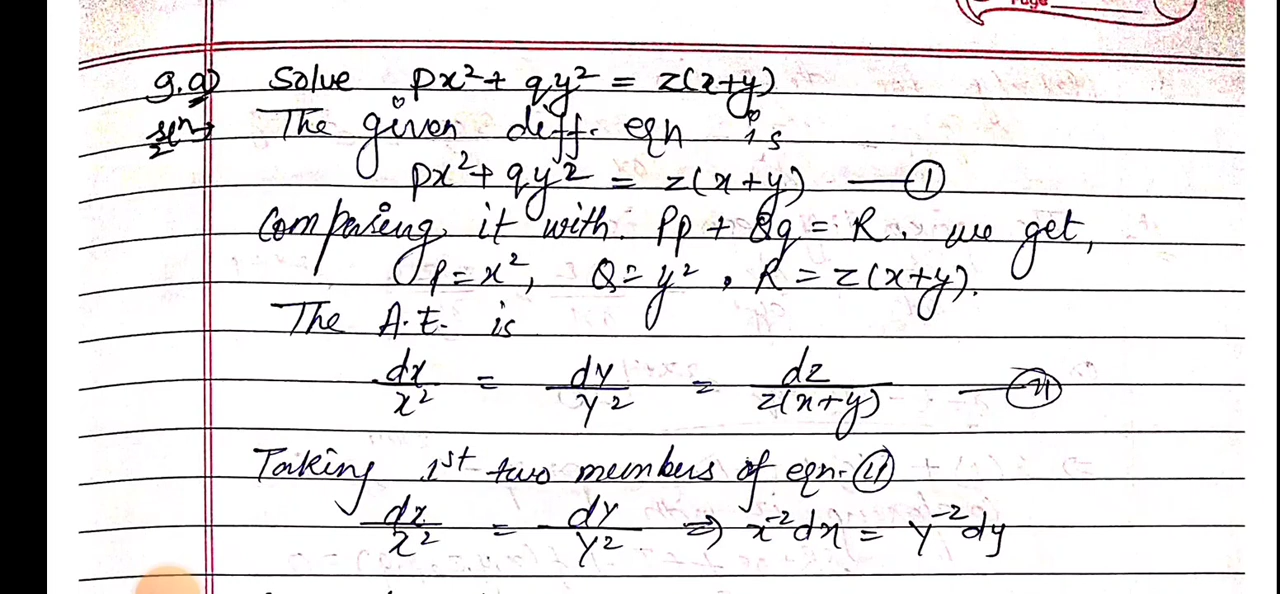 9.a) Solve px² + qy² = z(x+y)
solⁿ→ The given diff. eqn is
px² + qy² = z(x+y) —①
Comparing it with. Pp + Qq = R. we get,
P = x², Q = y², R = z(x+y).
The A.E. is
dx/x² = dy/y² = dz/z(x+y) —②
Taking 1st two members of eqn. ②
dx/x² = dy/y² ⇒ x⁻²dx = y⁻²dy